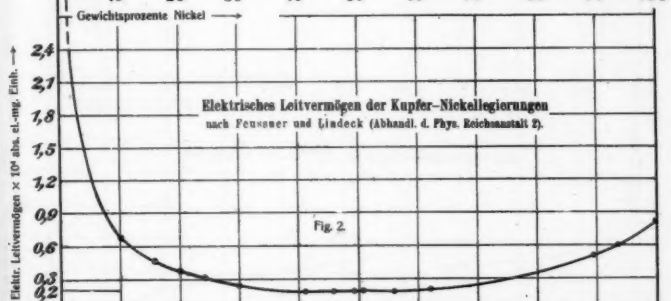 Gewichtsprozente Nickel
2,4
2,7
1,8
1,5
1,2
0,9
0,6
0,3
0,2
Elektr. Leitvermögen × 10⁴ abs. el.-mg. Einh.
Elektrisches Leitvermögen der Kupfer-Nickellegierungen
nach Feussner und Lindeck (Abhandl. d. Phys. Reichsanstalt 2).
Fig. 2.